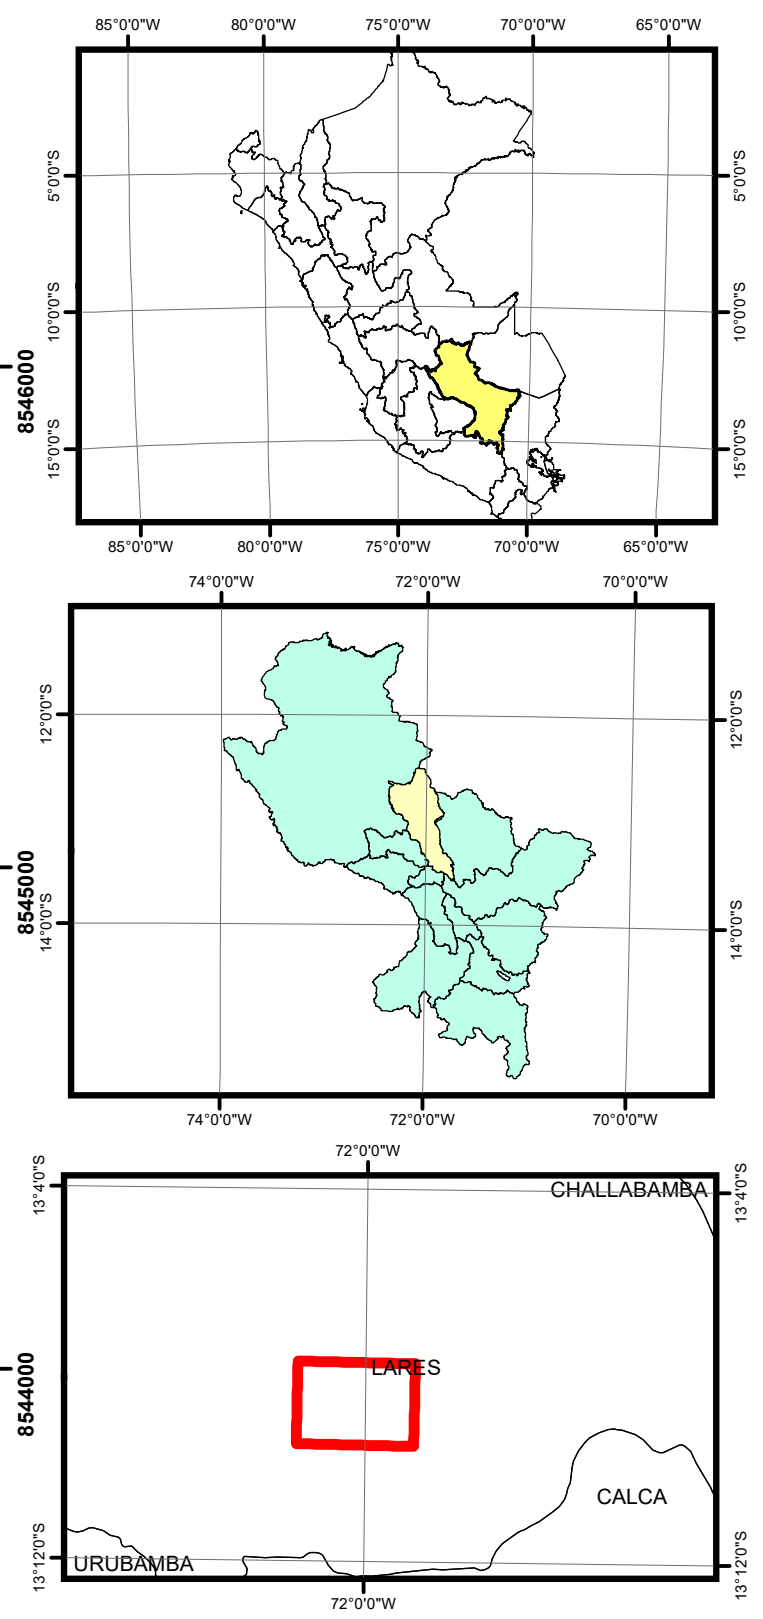 85°0'0"W 80°0'0"W 75°0'0"W 70°0'0"W 65°0'0"W
5°0'0"S 5°0'0"S
10°0'0"S 10°0'0"S
8546000
15°0'0"S 15°0'0"S
85°0'0"W 80°0'0"W 75°0'0"W 70°0'0"W 65°0'0"W
74°0'0"W 72°0'0"W 70°0'0"W
12°0'0"S 12°0'0"S
8545000
14°0'0"S 14°0'0"S
74°0'0"W 72°0'0"W 70°0'0"W
72°0'0"W
13°4'0"S 13°4'0"S
CHALLABAMBA
LARES
8544000
CALCA
13°12'0"S 13°12'0"S
URUBAMBA
72°0'0"W